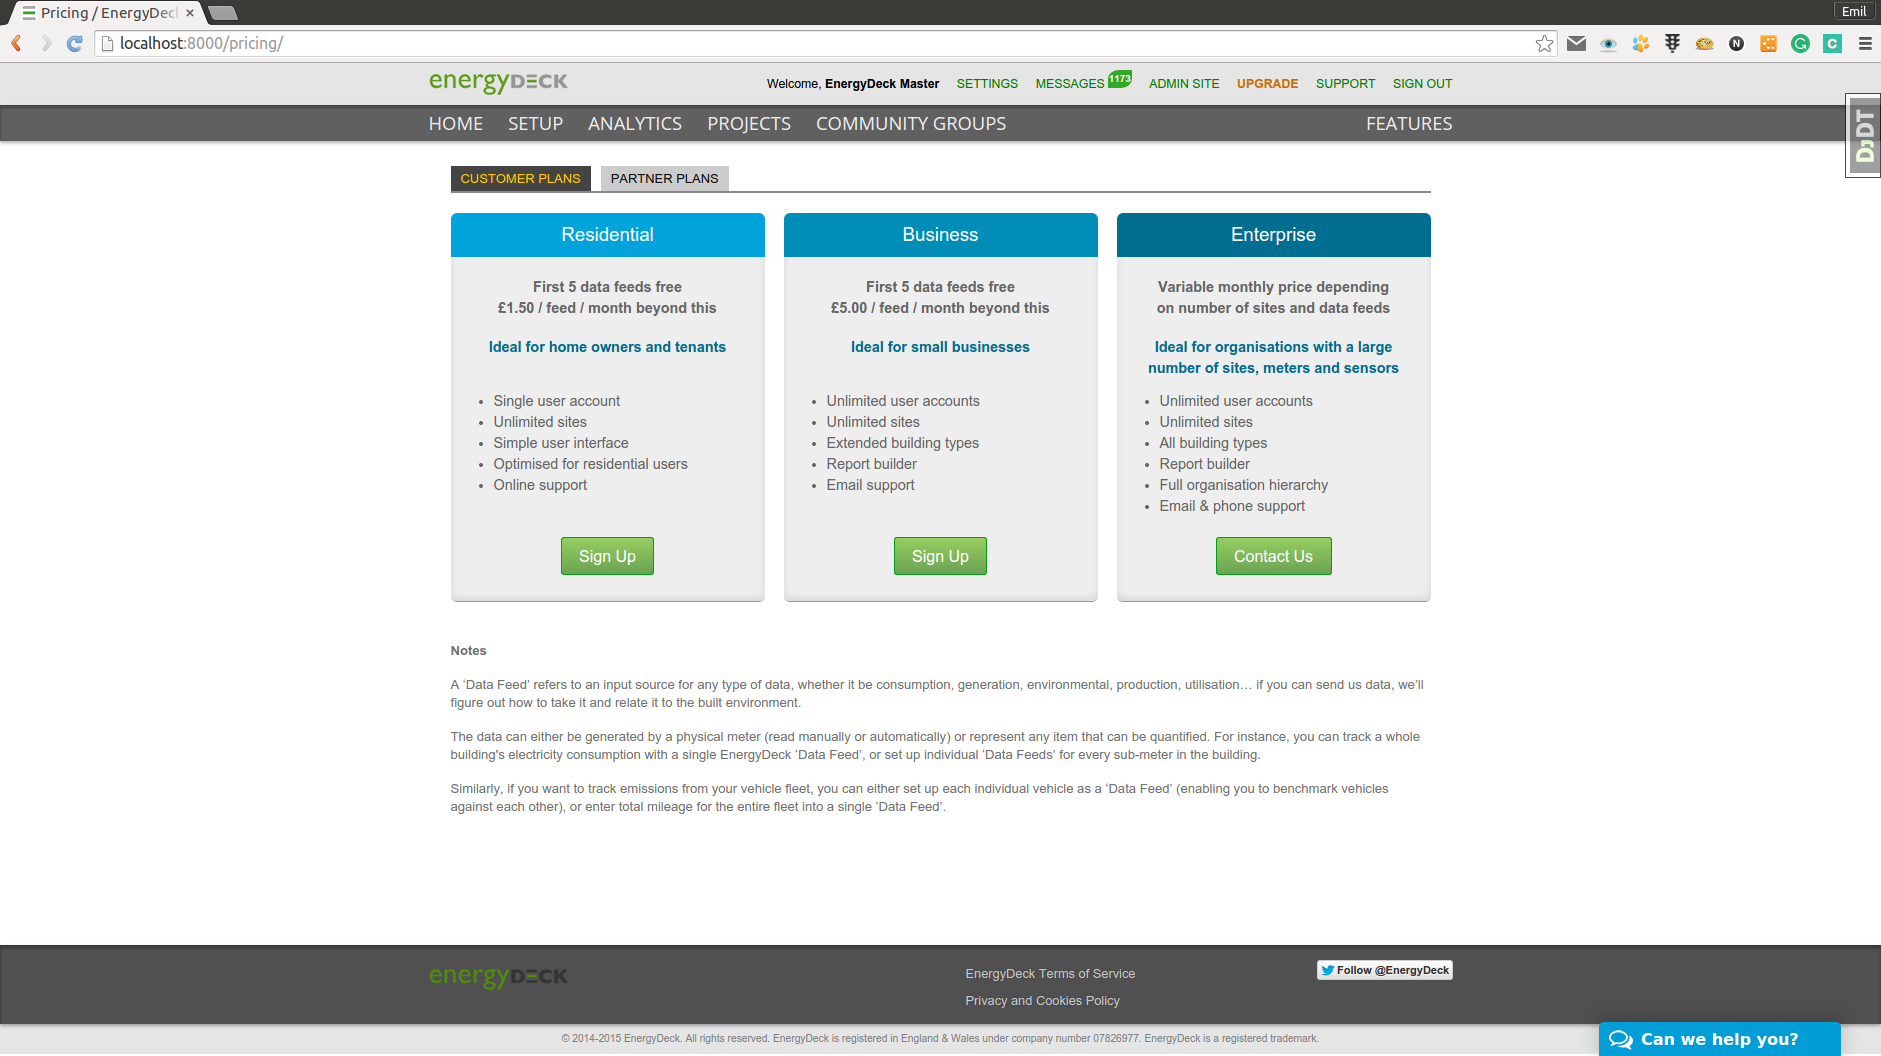 Pricing / EnergyDec
Emil
localhost:8000/pricing/
energyDECK
Welcome, EnergyDeck Master SETTINGS MESSAGES 1173 ADMIN SITE UPGRADE SUPPORT SIGN OUT
HOME SETUP ANALYTICS PROJECTS COMMUNITY GROUPS FEATURES
DJDT
CUSTOMER PLANS PARTNER PLANS
Residential
First 5 data feeds free
£1.50 / feed / month beyond this
Ideal for home owners and tenants
• Single user account
• Unlimited sites
• Simple user interface
• Optimised for residential users
• Online support
Sign Up
Business
First 5 data feeds free
£5.00 / feed / month beyond this
Ideal for small businesses
• Unlimited user accounts
• Unlimited sites
• Extended building types
• Report builder
• Email support
Sign Up
Enterprise
Variable monthly price depending
on number of sites and data feeds
Ideal for organisations with a large
number of sites, meters and sensors
• Unlimited user accounts
• Unlimited sites
• All building types
• Report builder
• Full organisation hierarchy
• Email & phone support
Contact Us
Notes
A ‘Data Feed’ refers to an input source for any type of data, whether it be consumption, generation, environmental, production, utilisation… if you can send us data, we’ll
figure out how to take it and relate it to the built environment.
The data can either be generated by a physical meter (read manually or automatically) or represent any item that can be quantified. For instance, you can track a whole
building's electricity consumption with a single EnergyDeck ‘Data Feed’, or set up individual ‘Data Feeds’ for every sub-meter in the building.
Similarly, if you want to track emissions from your vehicle fleet, you can either set up each individual vehicle as a ‘Data Feed’ (enabling you to benchmark vehicles
against each other), or enter total mileage for the entire fleet into a single ‘Data Feed’.
energyDECK
EnergyDeck Terms of Service
Privacy and Cookies Policy
Follow @EnergyDeck
© 2014-2015 EnergyDeck. All rights reserved. EnergyDeck is registered in England & Wales under company number 07826977. EnergyDeck is a registered trademark.
Can we help you?